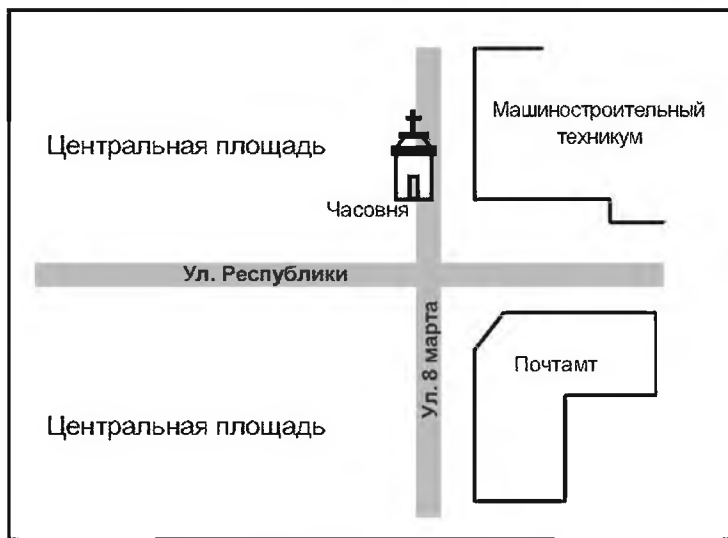 Машиностроительный
техникум
Центральная площадь
Часовня
Ул. Республики
Ул. 8 марта
Почтамт
Центральная площадь